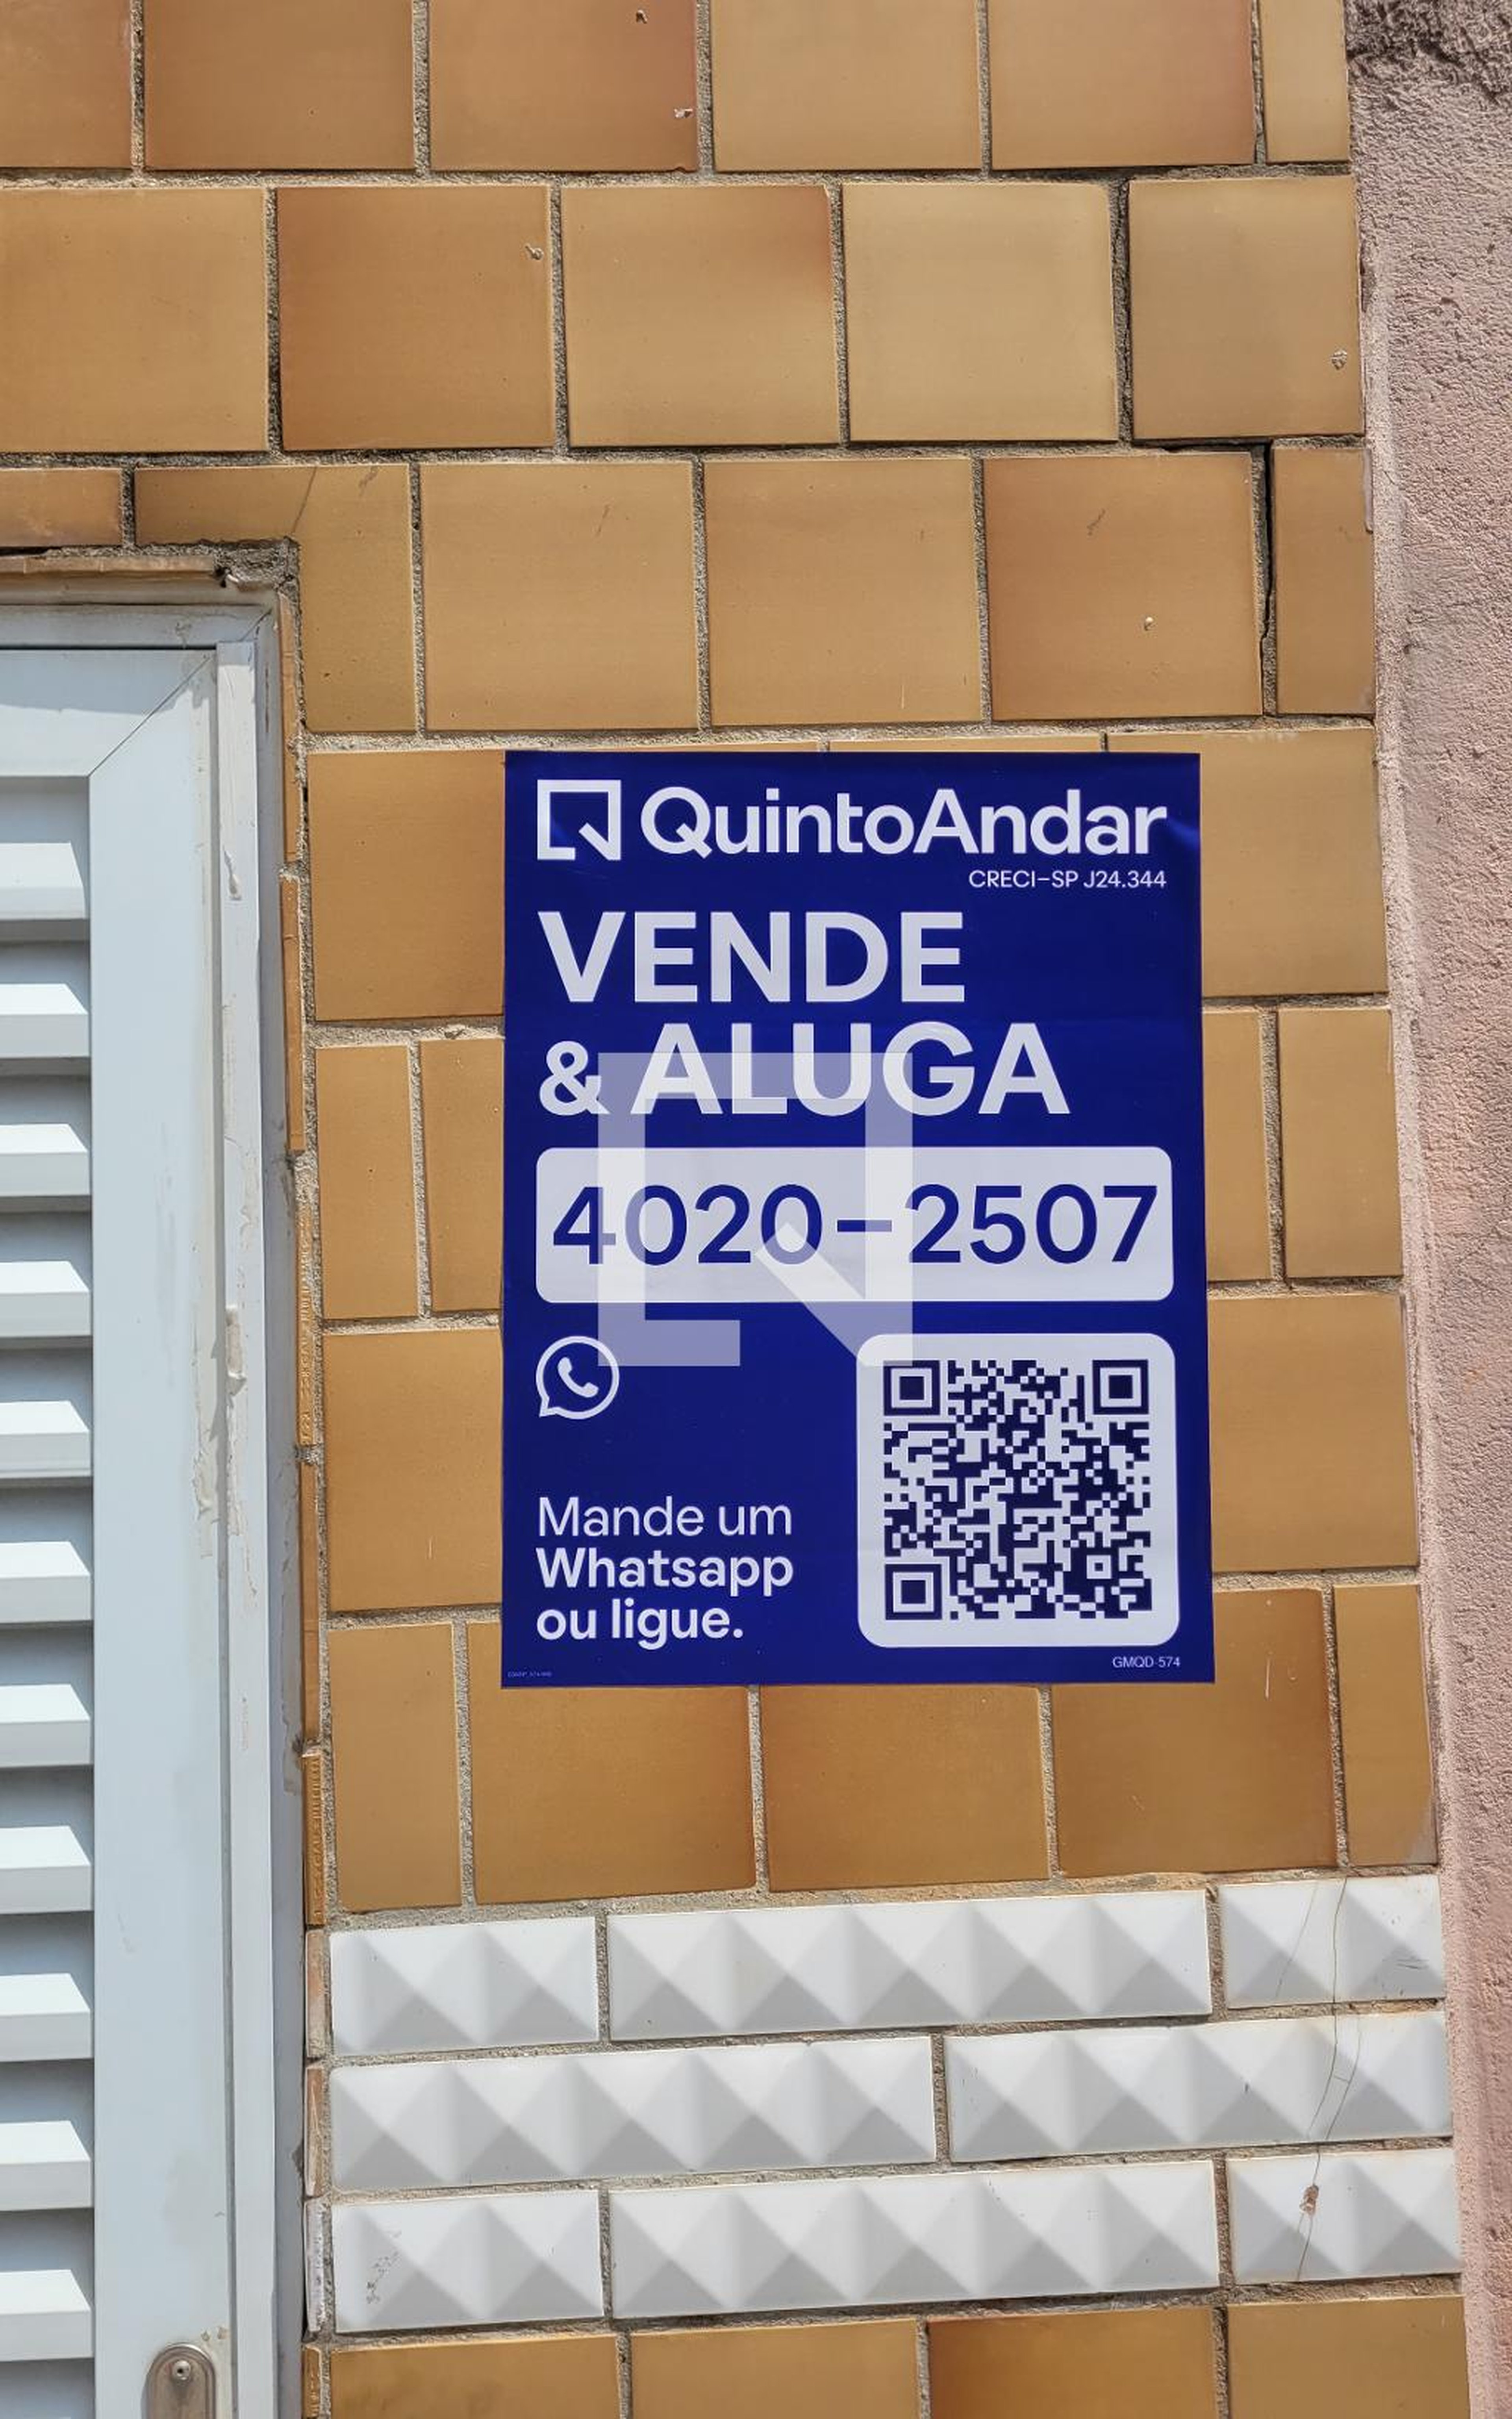 QuintoAndar
CRECI-SP J24.344
VENDE
& ALUGA
4020-2507
Mande um
Whatsapp
ou ligue.
GMQD 574